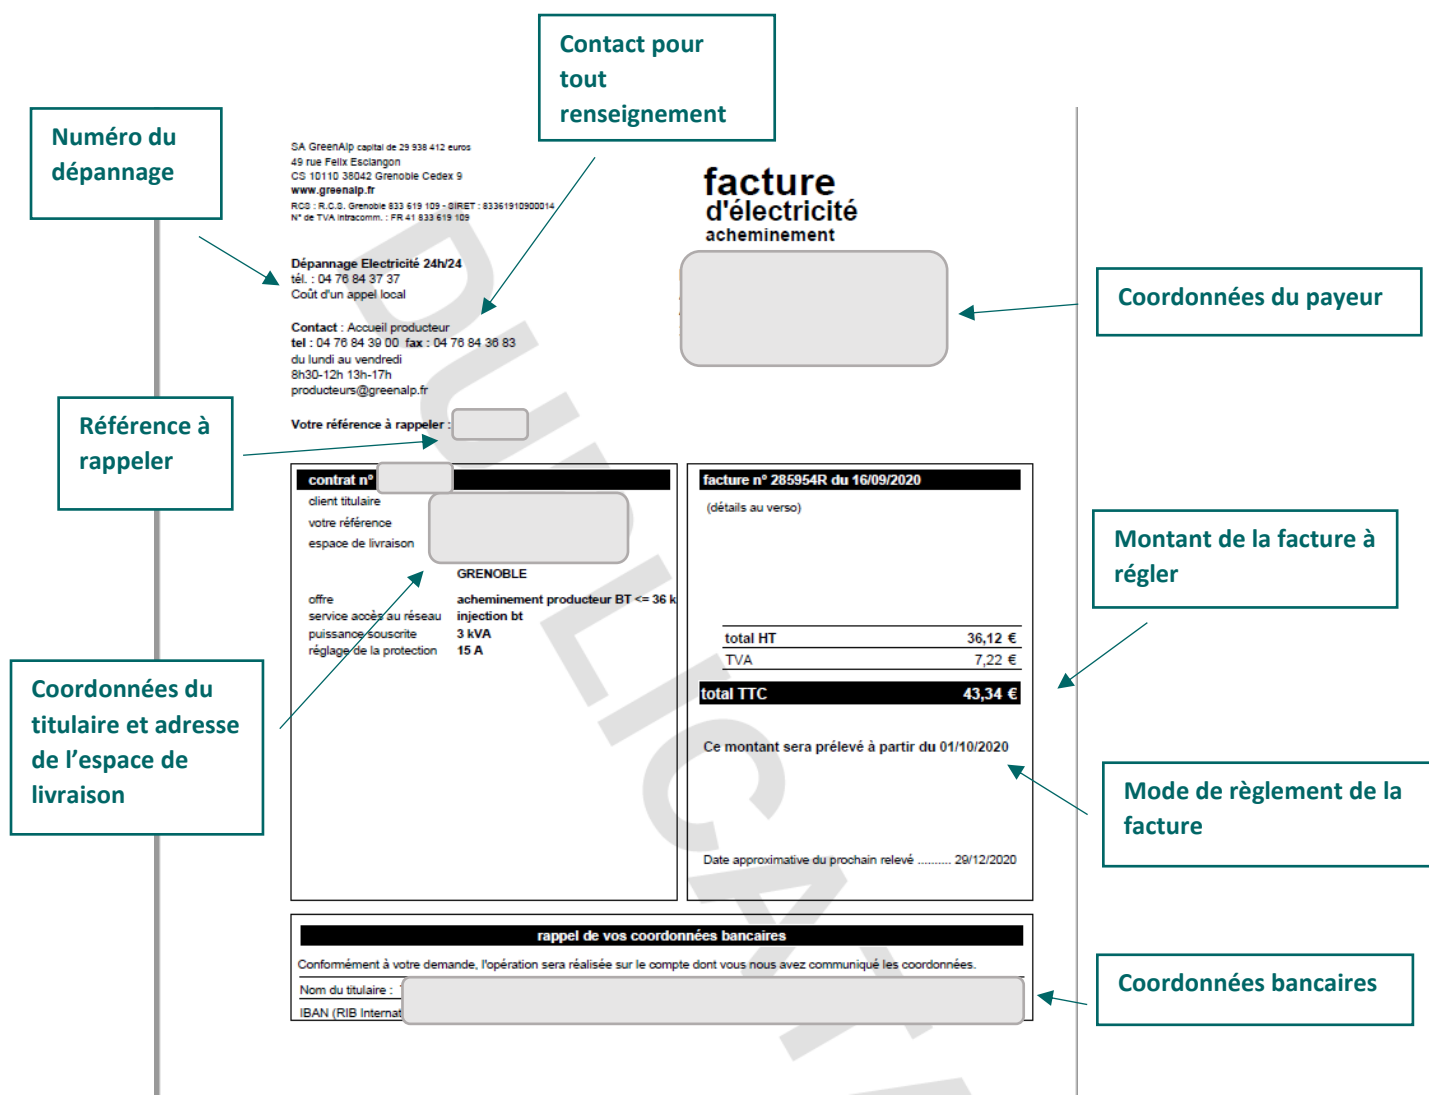 Contact pour
tout
renseignement
Numéro du
dépannage
SA GreenAlp capital de 29 938 412 euros
49 rue Felix Esclangon
CS 10110 38042 Grenoble Cedex 9
www.greenalp.fr
RCS : R.C.S. Grenoble 833 619 109 - SIRET : 83361910900014
N° de TVA Intracomm. : FR 41 833 619 109
facture
d'électricité
acheminement
Dépannage Electricité 24h/24
tél. : 04 76 84 37 37
Coût d'un appel local
Coordonnées du payeur
Contact : Accueil producteur
tel : 04 76 84 39 00 fax : 04 76 84 36 83
du lundi au vendredi
8h30-12h 13h-17h
producteurs@greenalp.fr
Référence à
rappeler
Votre référence à rappeler :
contrat n°
client titulaire
votre référence
espace de livraison
GRENOBLE
offre acheminement producteur BT <= 36 k
service accès au réseau injection bt
puissance souscrite 3 kVA
réglage de la protection 15 A
facture n° 285954R du 16/09/2020
(détails au verso)
Montant de la facture à
régler
total HT 36,12 €
TVA 7,22 €
total TTC 43,34 €
Coordonnées du
titulaire et adresse
de l’espace de
livraison
Ce montant sera prélevé à partir du 01/10/2020
Mode de règlement de la
facture
Date approximative du prochain relevé .......... 29/12/2020
rappel de vos coordonnées bancaires
Conformément à votre demande, l'opération sera réalisée sur le compte dont vous nous avez communiqué les coordonnées.
Nom du titulaire :
IBAN (RIB Internat
Coordonnées bancaires
DUPLICATA